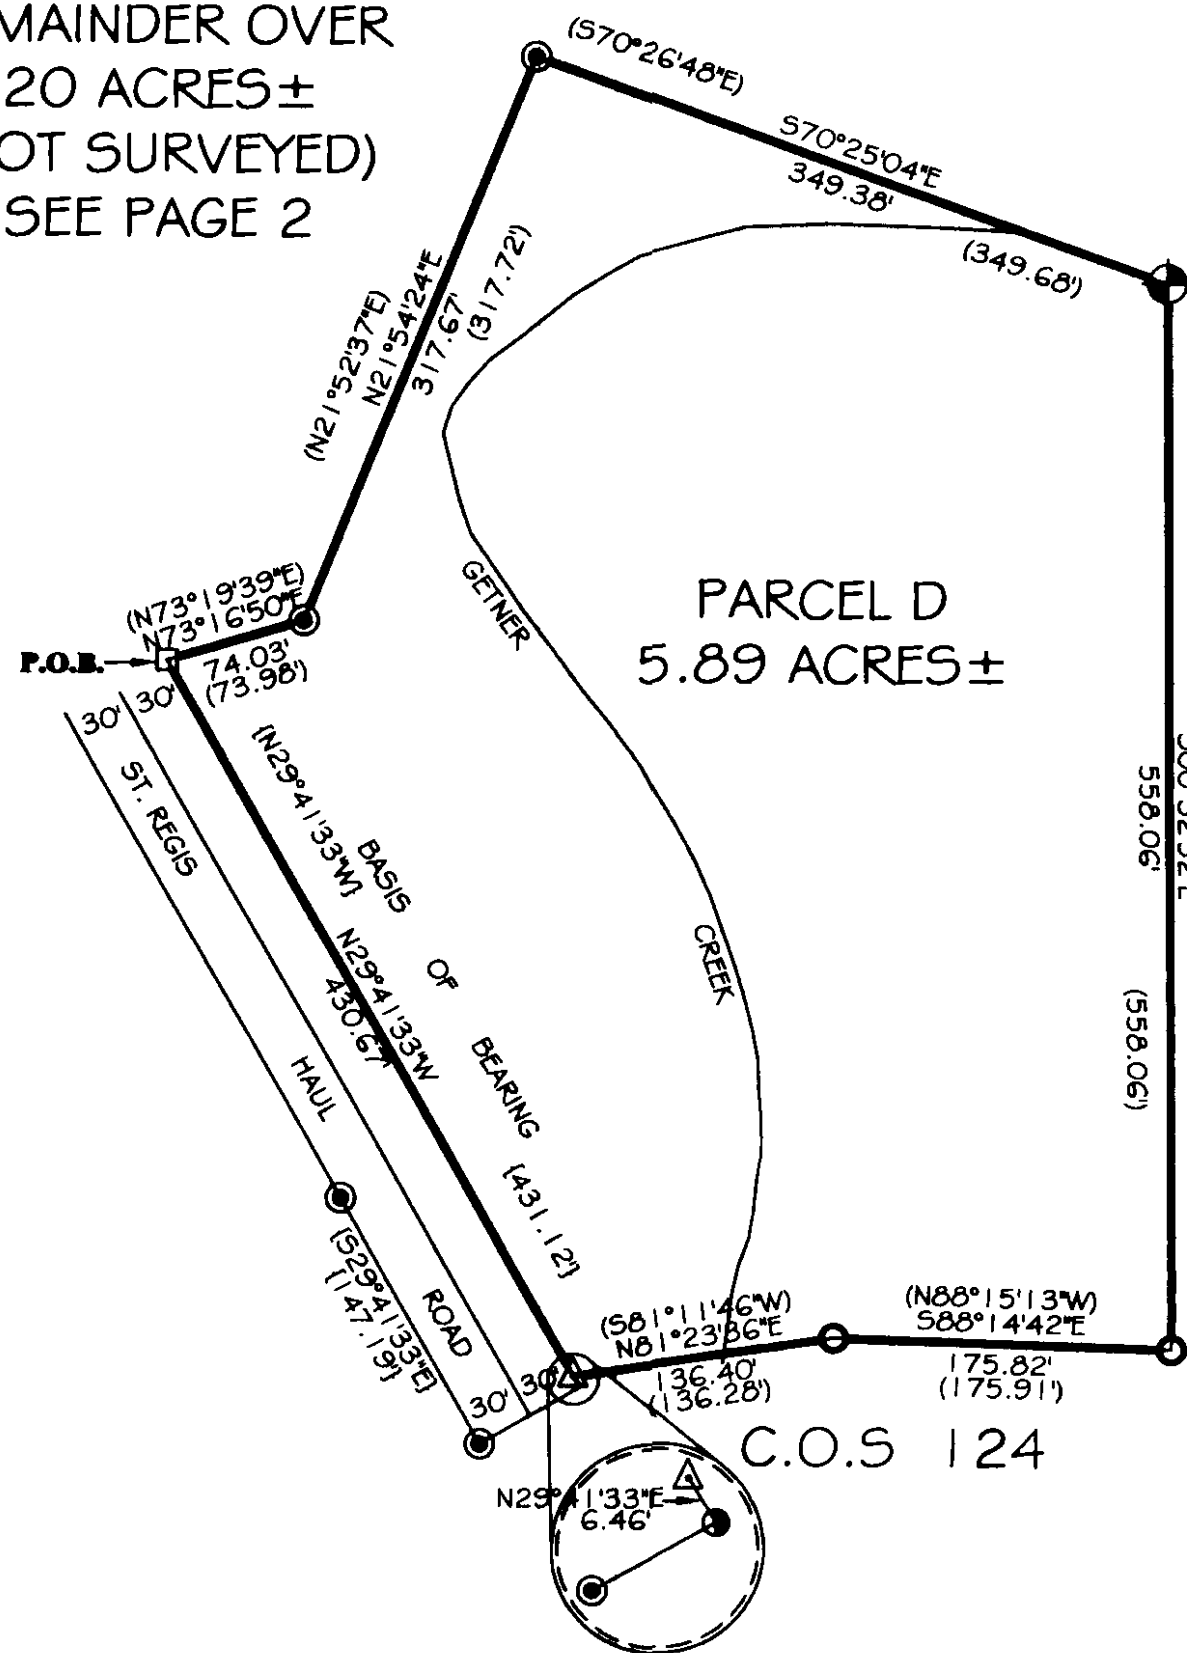 MAINDER OVER
20 ACRES±
OT SURVEYED)
SEE PAGE 2
(S70°26'48"E)
S70°25'04"E
349.38'
(349.68')
(N21°52'37"E)
N21°54'24"E
317.67'
(317.72')
(N73°19'39"E)
N73°16'50"E
P.O.B.
74.03'
(73.98')
30' 30'
GETNER
CREEK
PARCEL D
5.89 ACRES±
558.06'
(558.06')
ST. REGIS
HAUL
ROAD
{N29°41'33"W}
BASIS
OF
BEARING
N29°41'33"W
430.67'
{431.12'}
{S29°41'33"E}
{147.19'}
30' 30'
(S81°11'46"W)
N81°23'36"E
136.40'
(136.28')
(N88°15'13"W)
S88°14'42"E
175.82'
(175.91')
C.O.S 124
N29°41'33"E
6.46'